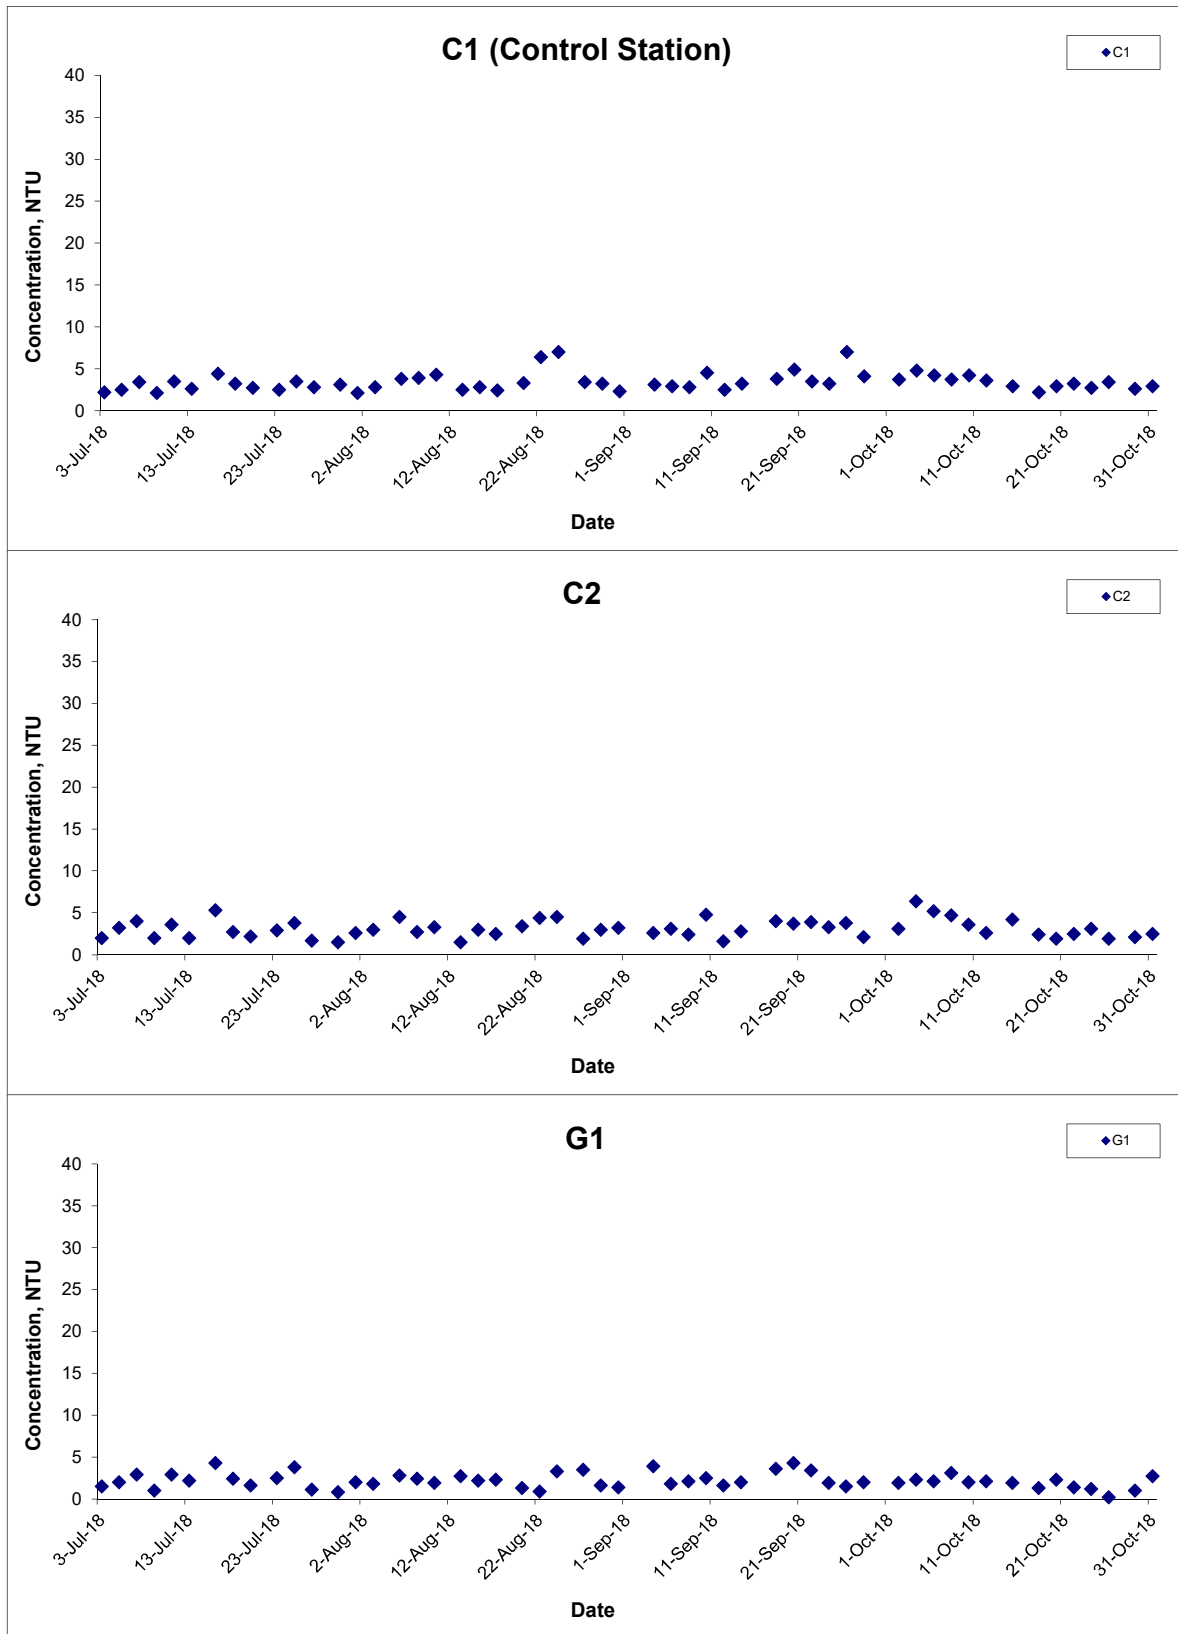 C1 (Control Station)
C1
Concentration, NTU
40
35
30
25
20
15
10
5
0
3-Jul-18
13-Jul-18
23-Jul-18
2-Aug-18
12-Aug-18
22-Aug-18
1-Sep-18
11-Sep-18
21-Sep-18
1-Oct-18
11-Oct-18
21-Oct-18
31-Oct-18
Date
C2
C2
Concentration, NTU
40
35
30
25
20
15
10
5
0
3-Jul-18
13-Jul-18
23-Jul-18
2-Aug-18
12-Aug-18
22-Aug-18
1-Sep-18
11-Sep-18
21-Sep-18
1-Oct-18
11-Oct-18
21-Oct-18
31-Oct-18
Date
G1
G1
Concentration, NTU
40
35
30
25
20
15
10
5
0
3-Jul-18
13-Jul-18
23-Jul-18
2-Aug-18
12-Aug-18
22-Aug-18
1-Sep-18
11-Sep-18
21-Sep-18
1-Oct-18
11-Oct-18
21-Oct-18
31-Oct-18
Date